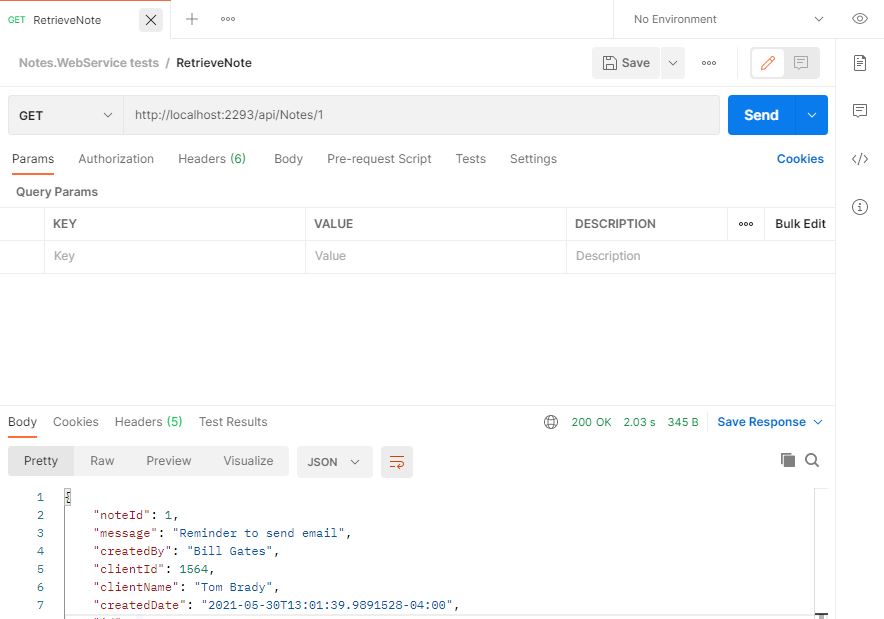 GET RetrieveNote No Environment
Notes.WebService tests / RetrieveNote Save
GET http://localhost:2293/api/Notes/1 Send
Params Authorization Headers (6) Body Pre-request Script Tests Settings Cookies
Query Params
KEY VALUE DESCRIPTION Bulk Edit
Key Value Description
Body Cookies Headers (5) Test Results 200 OK 2.03 s 345 B Save Response
Pretty Raw Preview Visualize JSON
1 {
2 "noteId": 1,
3 "message": "Reminder to send email",
4 "createdBy": "Bill Gates",
5 "clientId": 1564,
6 "clientName": "Tom Brady",
7 "createdDate": "2021-05-30T13:01:39.9891528-04:00",